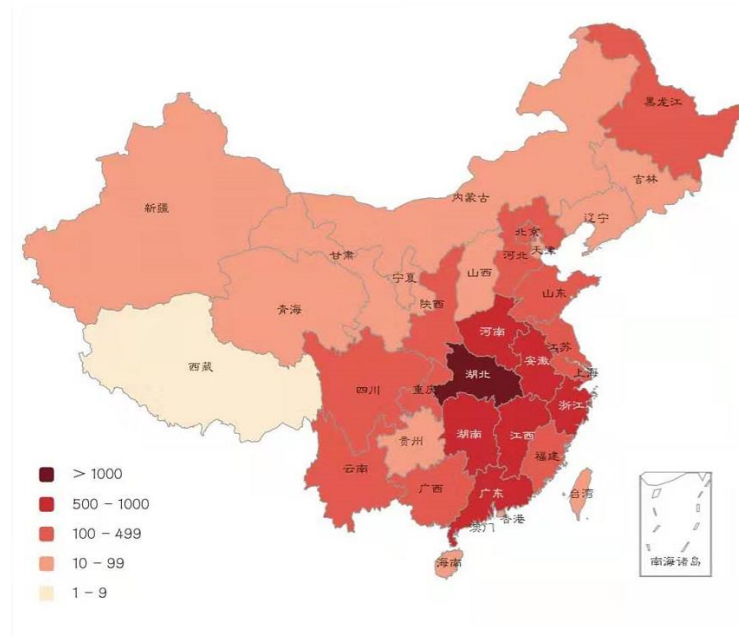 黑龙江
吉林
内蒙古
辽宁
新疆
北京
天津
甘肃
河北
山西
宁夏
山东
青海
陕西
河南
江苏
安徽
西藏
上海
湖北
四川
重庆
浙江
湖南
江西
贵州
福建
云南
广西
广东
台湾
香港
澳门
海南
南海诸岛
> 1000
500 - 1000
100 - 499
10 - 99
1 - 9